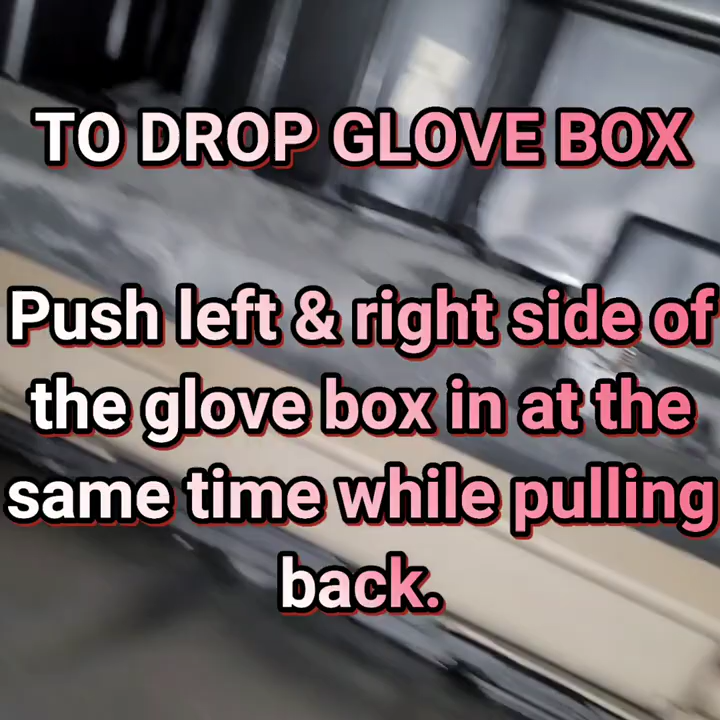 TO DROP GLOVE BOX
Push left & right side of
the glove box in at the
same time while pulling
back.